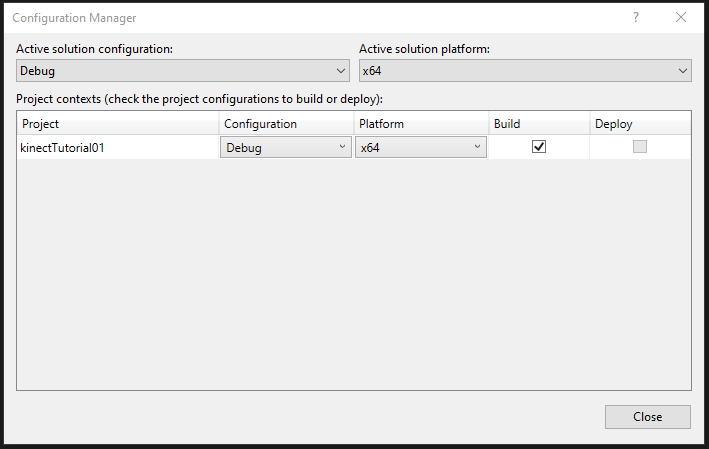 Configuration Manager
?
Active solution configuration: Active solution platform:
Debug x64
Project contexts (check the project configurations to build or deploy):
Project Configuration Platform Build Deploy
kinectTutorial01 Debug x64
Close